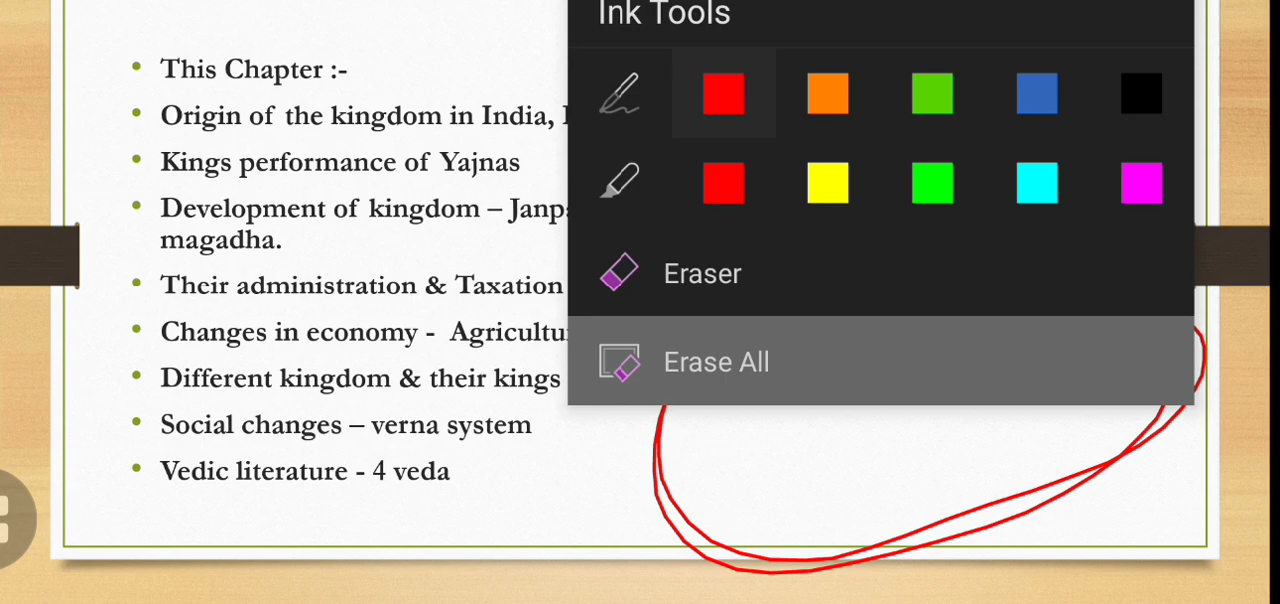 Ink Tools
This Chapter :-
Origin of the kingdom in India,
Kings performance of Yajnas
Development of kingdom – Janp
magadha.
Eraser
Their administration & Taxation
Changes in economy - Agricultu
Erase All
Different kingdom & their kings
Social changes – verna system
Vedic literature - 4 veda